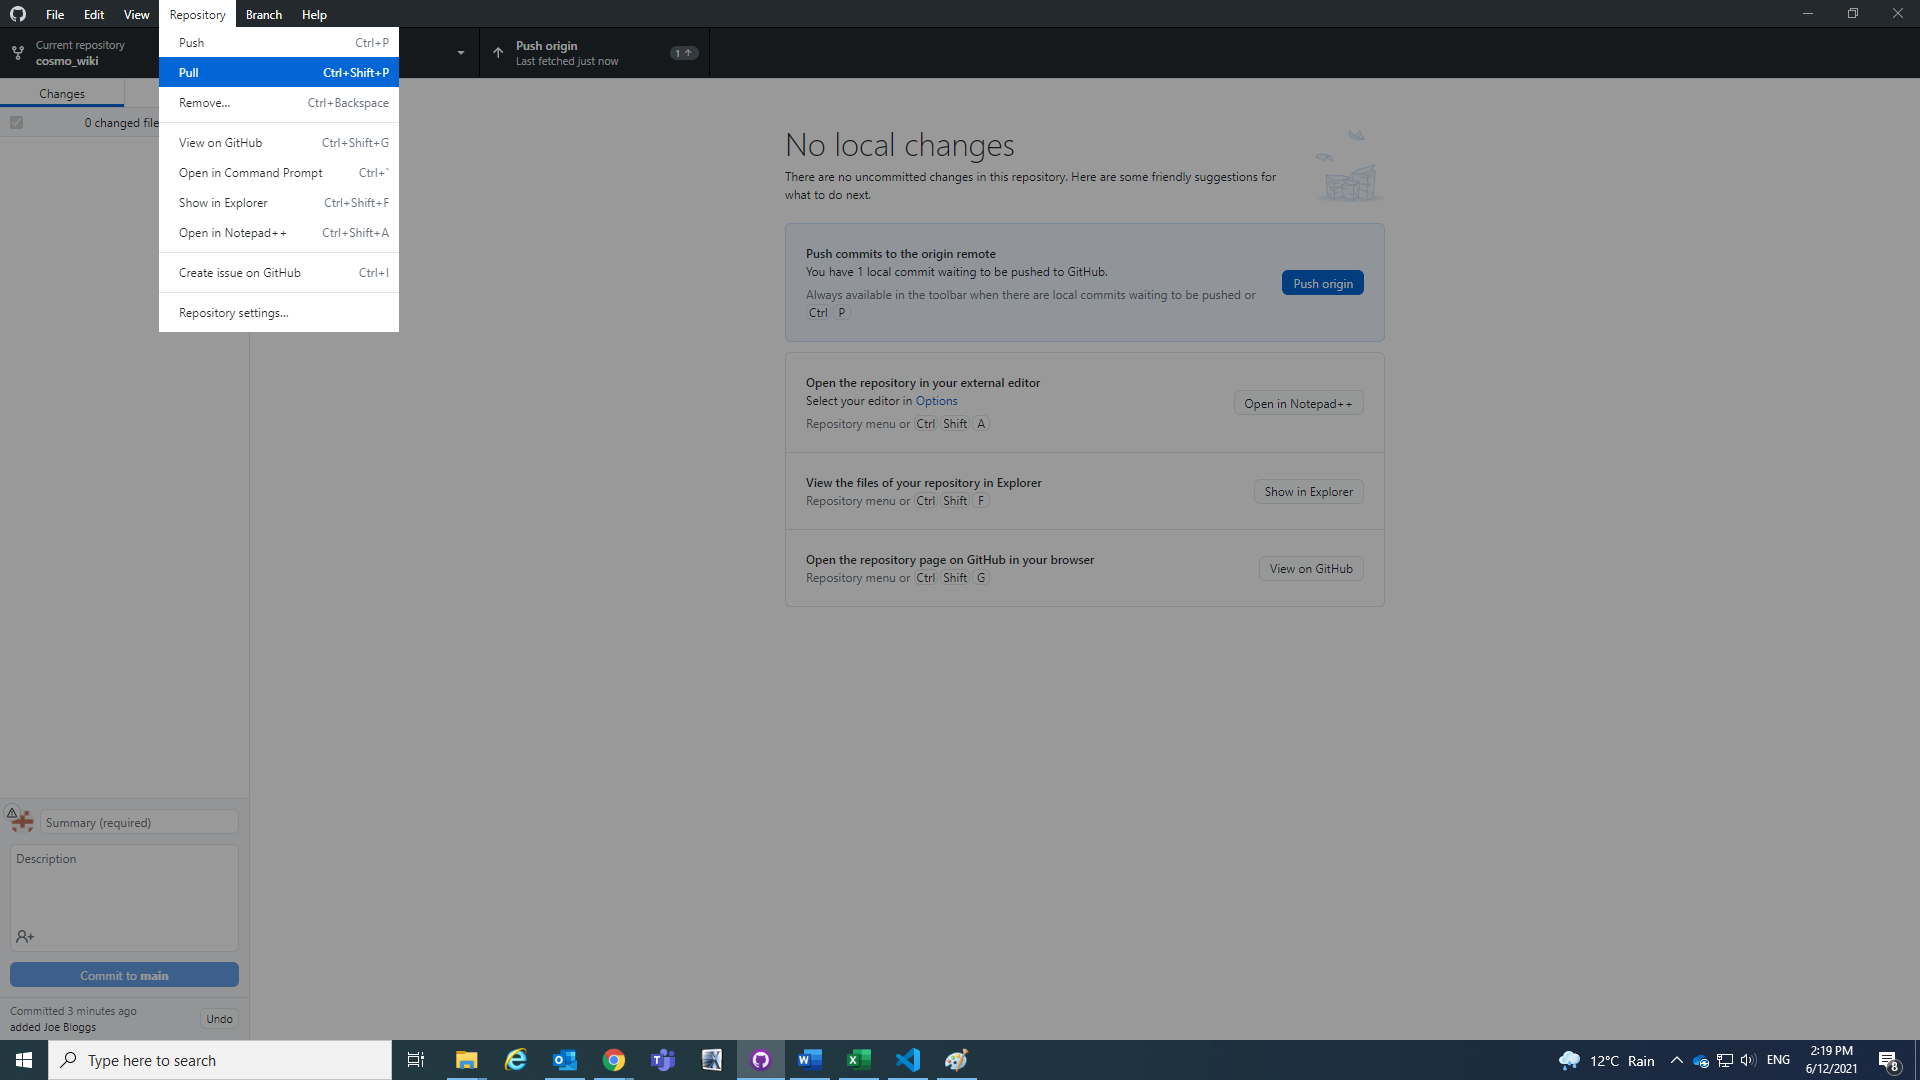 File Edit View Repository Branch Help
Current repository
cosmo_wiki
Push origin
Last fetched just now
1
Push Ctrl+P
Pull Ctrl+Shift+P
Remove... Ctrl+Backspace
View on GitHub Ctrl+Shift+G
Open in Command Prompt Ctrl+`
Show in Explorer Ctrl+Shift+F
Open in Notepad++ Ctrl+Shift+A
Create issue on GitHub Ctrl+I
Repository settings...
Changes
0 changed file
No local changes
There are no uncommitted changes in this repository. Here are some friendly suggestions for
what to do next.
Push commits to the origin remote
You have 1 local commit waiting to be pushed to GitHub.
Always available in the toolbar when there are local commits waiting to be pushed or
Ctrl P
Push origin
Open the repository in your external editor
Select your editor in Options
Repository menu or Ctrl Shift A
Open in Notepad++
View the files of your repository in Explorer
Repository menu or Ctrl Shift F
Show in Explorer
Open the repository page on GitHub in your browser
Repository menu or Ctrl Shift G
View on GitHub
Summary (required)
Description
Commit to main
Committed 3 minutes ago
added Joe Bloggs
Undo
Type here to search
12°C Rain
ENG
2:19 PM
6/12/2021
8